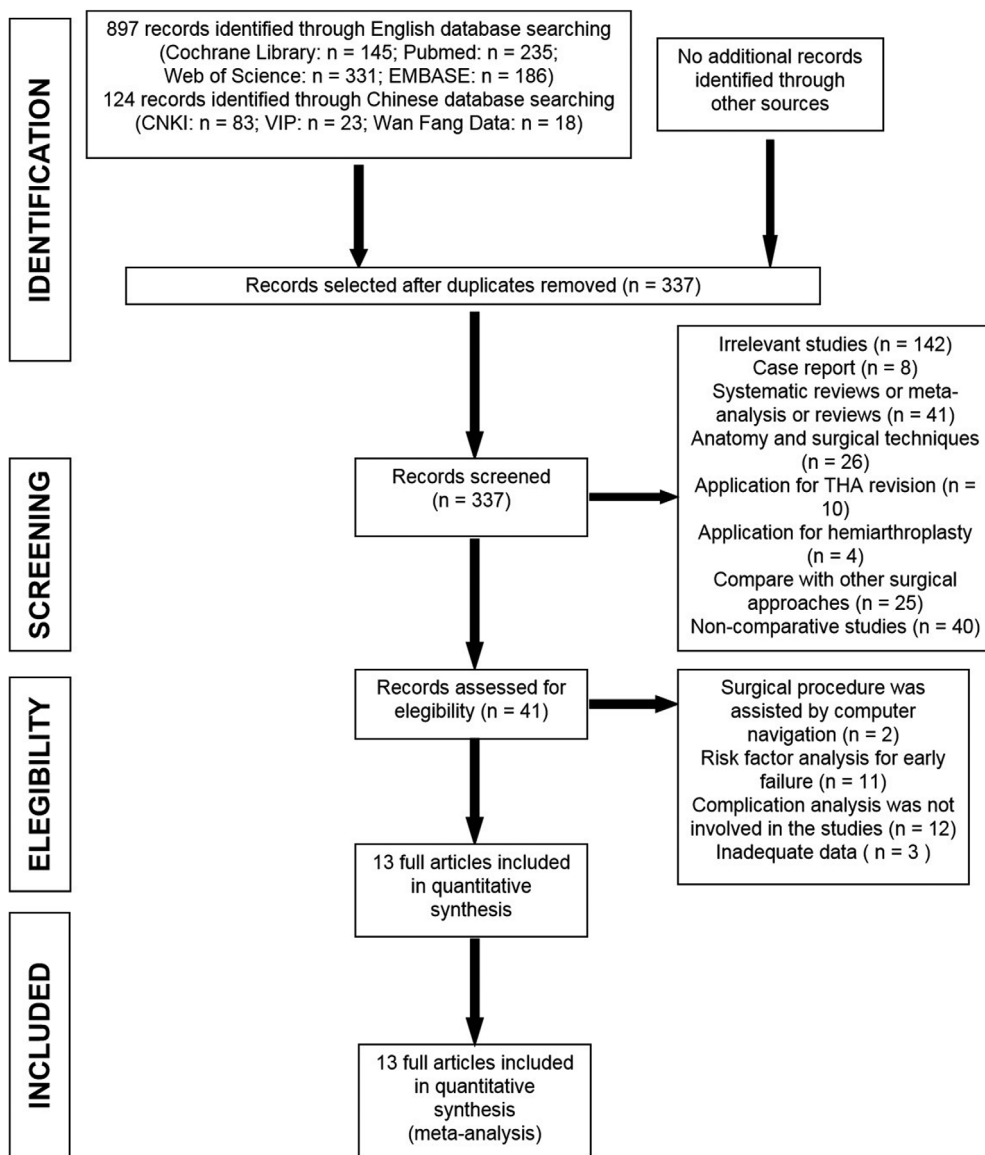 IDENTIFICATION
897 records identified through English database searching
(Cochrane Library: n = 145; Pubmed = 235;
Web of Science: n = 331; EMBASE: n = 186)
124 records identified through Chinese database searching
(CNKI: n = 83; VIP: n = 23; Wan Fang Data: n = 18)
No additional records
identified through
other sources
Records selected after duplicates removed (n = 337)
SCREENING
Records screened
(n = 337)
Irrelevant studies (n = 142)
Case report (n = 8)
Systematic reviews or meta-
analysis or reviews (n = 41)
Anatomy and surgical techniques
(n = 26)
Application for THA revision (n =
10)
Application for hemiarthroplasty
(n = 4)
Compare with other surgical
approaches (n = 25)
Non-comparative studies (n = 40)
ELEGIBILITY
Records assessed for
elegibility (n = 41)
Surgical procedure was
assisted by computer
navigation (n = 2)
Risk factor analysis for early
failure (n = 11)
Complication analysis was not
involved in the studies (n = 12)
Inadequate data ( n = 3 )
13 full articles included
in quantitative
synthesis
INCLUDED
13 full articles included
in quantitative
synthesis
(meta-analysis)